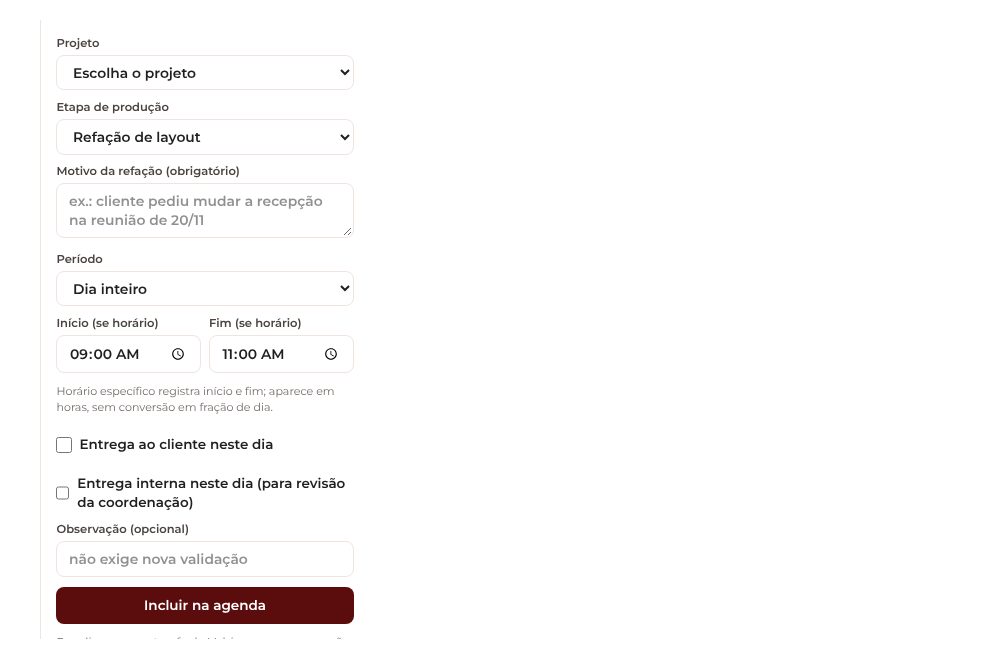 Projeto
Escolha o projeto
Etapa de produção
Refação de layout
Motivo da refação (obrigatório)
ex.: cliente pediu mudar a recepção
na reunião de 20/11
Período
Dia inteiro
Início (se horário) Fim (se horário)
09:00 AM 11:00 AM
Horário específico registra início e fim; aparece em
horas, sem conversão em fração de dia.
Entrega ao cliente neste dia
Entrega interna neste dia (para revisão
da coordenação)
Observação (opcional)
não exige nova validação
Incluir na agenda